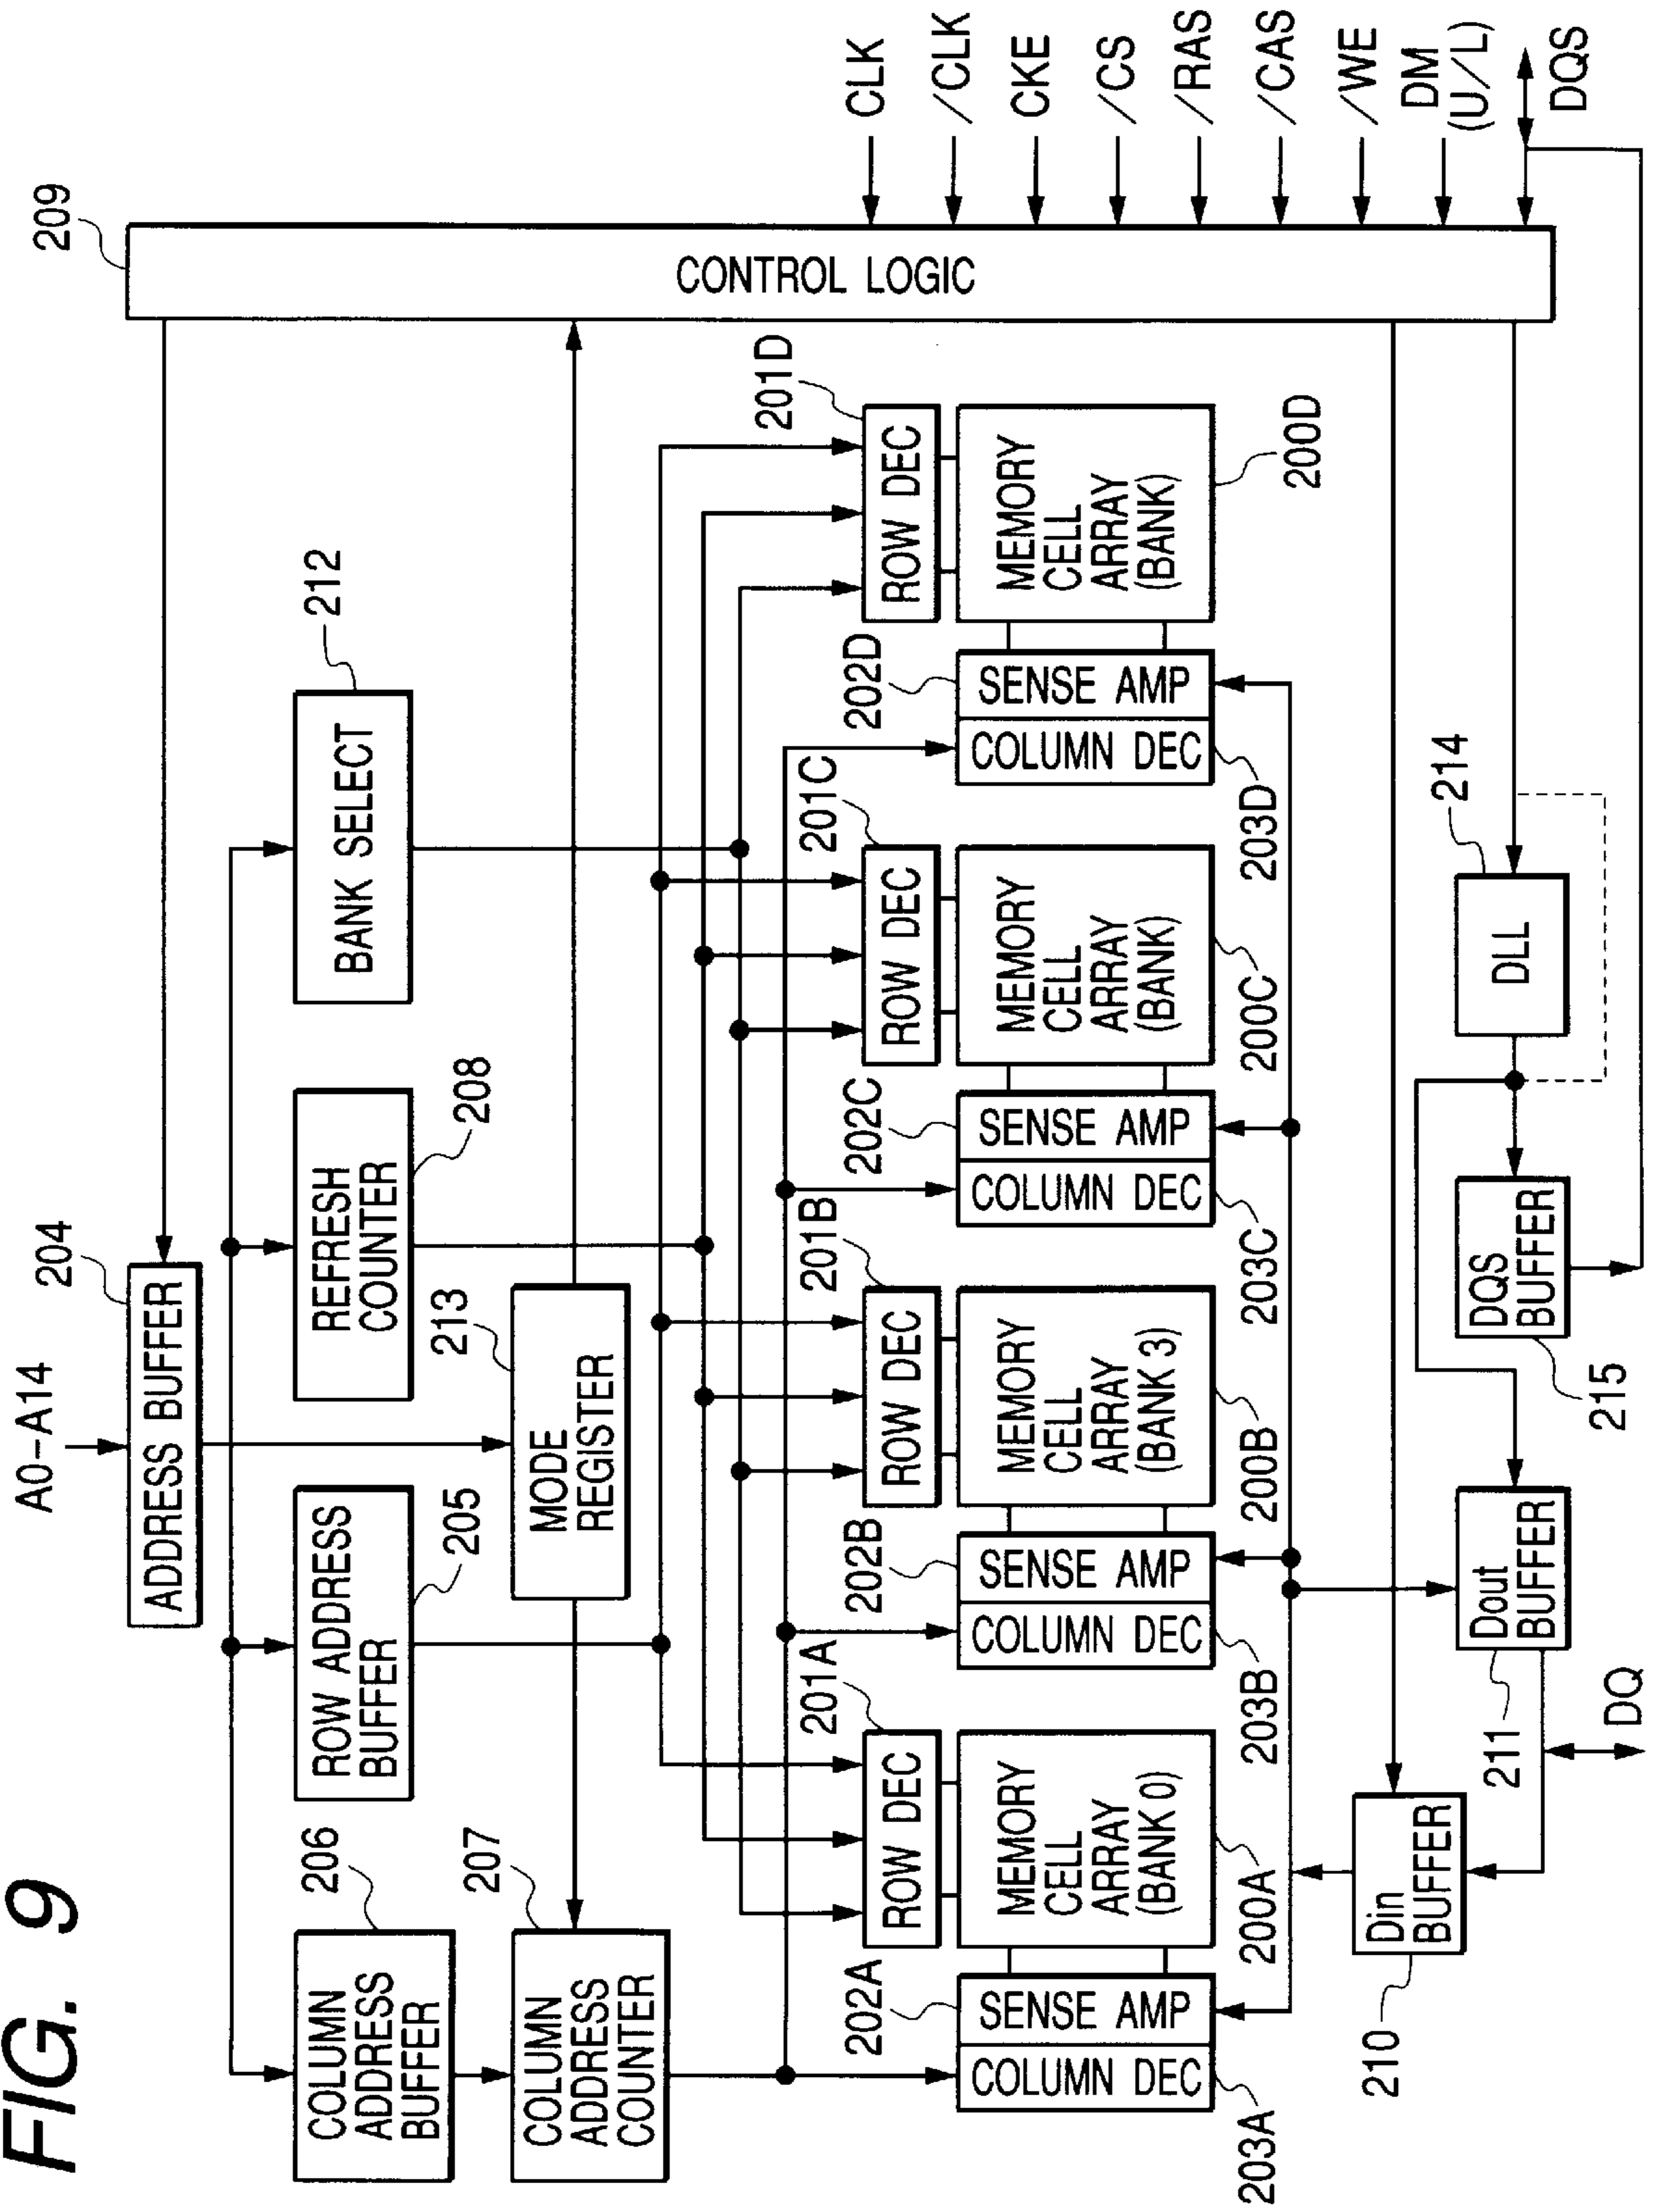 FIG. 9
A0-A14
204
ADDRESS BUFFER
209
CONTROL LOGIC
206
COLUMN
ADDRESS
BUFFER
205
ROW ADDRESS
BUFFER
208
REFRESH
COUNTER
212
BANK SELECT
207
COLUMN
ADDRESS
COUNTER
213
MODE
REGISTER
201A
ROW DEC
201B
ROW DEC
201C
ROW DEC
201D
ROW DEC
202A
SENSE AMP
COLUMN DEC
203A
MEMORY
CELL
ARRAY
(BANK 0)
200A
202B
SENSE AMP
COLUMN DEC
203B
MEMORY
CELL
ARRAY
(BANK 3)
200B
202C
SENSE AMP
COLUMN DEC
203C
MEMORY
CELL
ARRAY
(BANK)
200C
202D
SENSE AMP
COLUMN DEC
203D
MEMORY
CELL
ARRAY
(BANK)
200D
CLK
/CLK
CKE
/CS
/RAS
/CAS
/WE
DM
(U/L)
DQS
210
Din
BUFFER
211
Dout
BUFFER
DQ
215
DQS
BUFFER
214
DLL